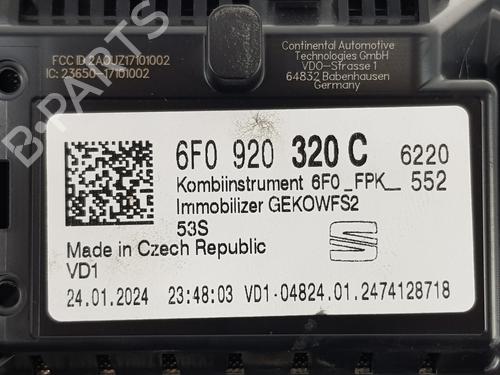 FCC ID 2AOUZ17101002
IC: 23650-17101002
Continental Automotive
Technologies GmbH
VDO-Strasse 1
64832 Babenhausen
Germany
6F0 920 320 C 6220
Kombiinstrument 6F0_FPK__ 552
Immobilizer GEKOWFS2
53S
Made in Czech Republic
VD1
24.01.2024 23:48:03 VD1-04824.01.2474128718
B-PARTS